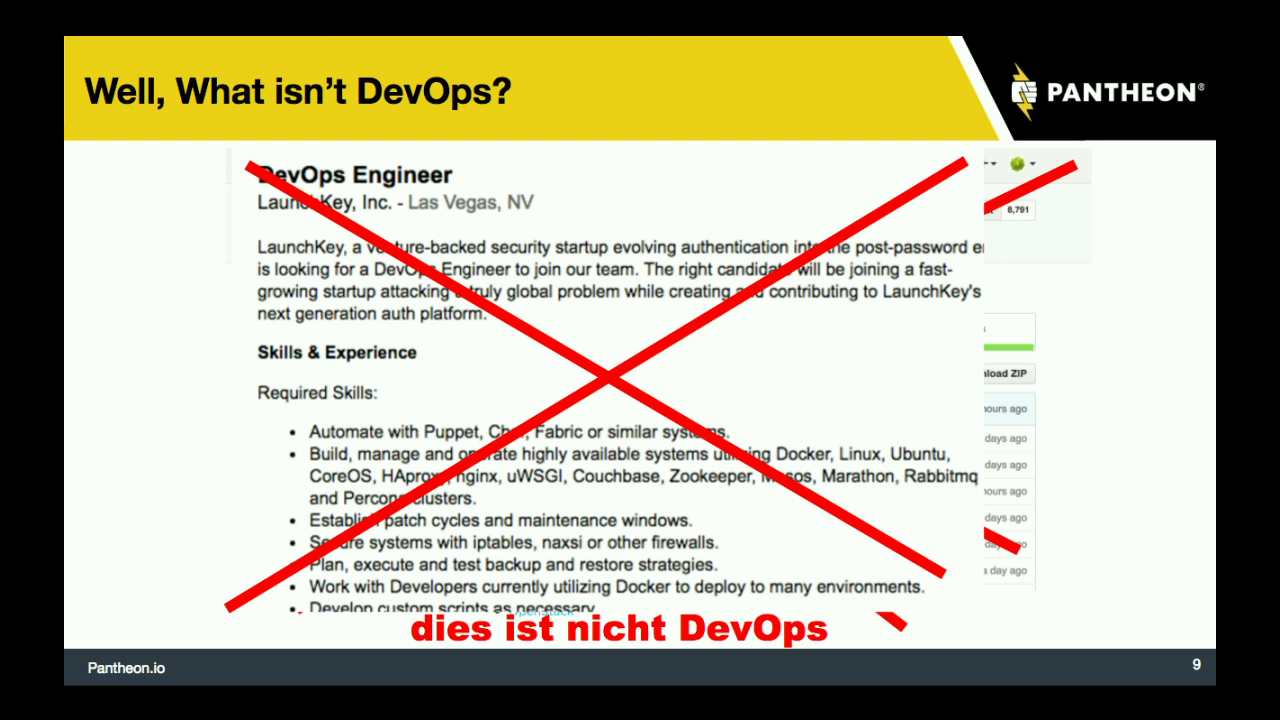 Well, What isn't DevOps?
PANTHEON®
DevOps Engineer
LaunchKey, Inc. - Las Vegas, NV
8,791
LaunchKey, a venture-backed security startup evolving authentication into the post-password er
is looking for a DevOps Engineer to join our team. The right candidate will be joining a fast-
growing startup attacking a truly global problem while creating and contributing to LaunchKey's
next generation auth platform.
Skills & Experience
Required Skills:
nload ZIP
hours ago
days ago
days ago
hours ago
days ago
days ago
a day ago
• Automate with Puppet, Chef, Fabric or similar systems.
• Build, manage and operate highly available systems utilizing Docker, Linux, Ubuntu,
CoreOS, HAproxy, nginx, uWSGI, Couchbase, Zookeeper, Mesos, Marathon, Rabbitmq
and Percona clusters.
• Establish patch cycles and maintenance windows.
• Secure systems with iptables, naxsi or other firewalls.
• Plan, execute and test backup and restore strategies.
• Work with Developers currently utilizing Docker to deploy to many environments.
• Develop custom scripts as necessary
dies ist nicht DevOps
Pantheon.io
9